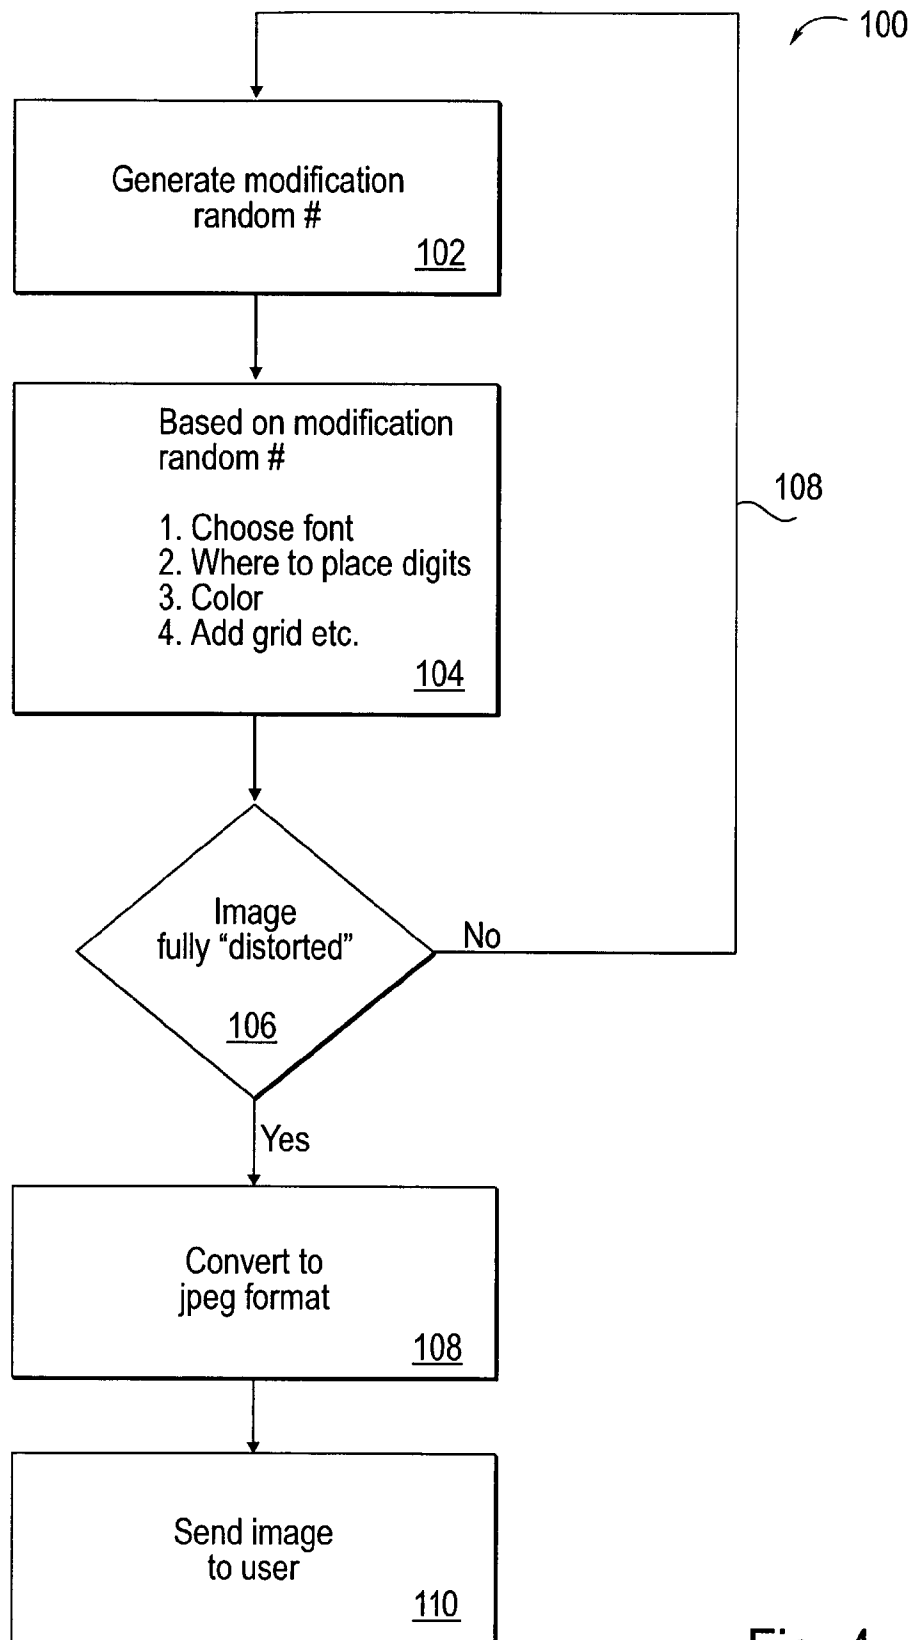 100
Generate modification
random #
102
Based on modification
random #
1. Choose font
2. Where to place digits
3. Color
4. Add grid etc.
104
108
Image
fully “distorted”
106
No
Yes
Convert to
jpeg format
108
Send image
to user
110
Fig. 4